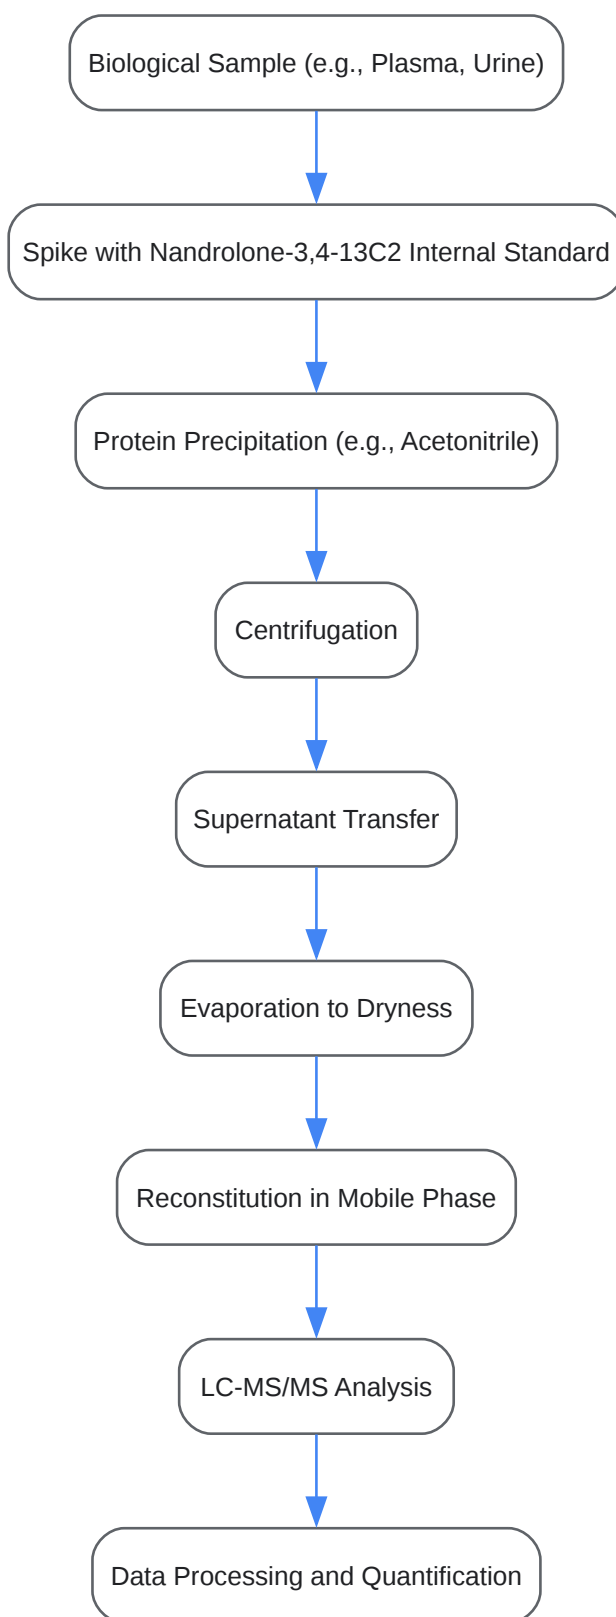 Biological Sample (e.g., Plasma, Urine)
Spike with Nandrolone-3,4-13C2 Internal Standard
Protein Precipitation (e.g., Acetonitrile)
Centrifugation
Supernatant Transfer
Evaporation to Dryness
Reconstitution in Mobile Phase
LC-MS/MS Analysis
Data Processing and Quantification